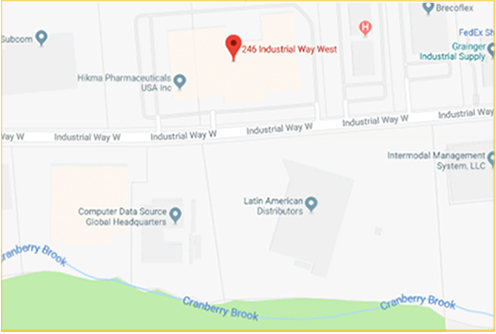 Brecoflex
Subcom
FedEx Sh
246 Industrial Way West
H
Grainger
Industrial Supply
Hikma Pharmaceuticals
USA Inc
Way W
Industrial Way W
Industrial Way W
Industrial Way W
Industrial Way W
Industrial W
Intermodal Management
System, LLC
Latin American
Distributors
Computer Data Source
Global Headquarters
Cranberry Brook
Cranberry Brook
Cranberry Brook